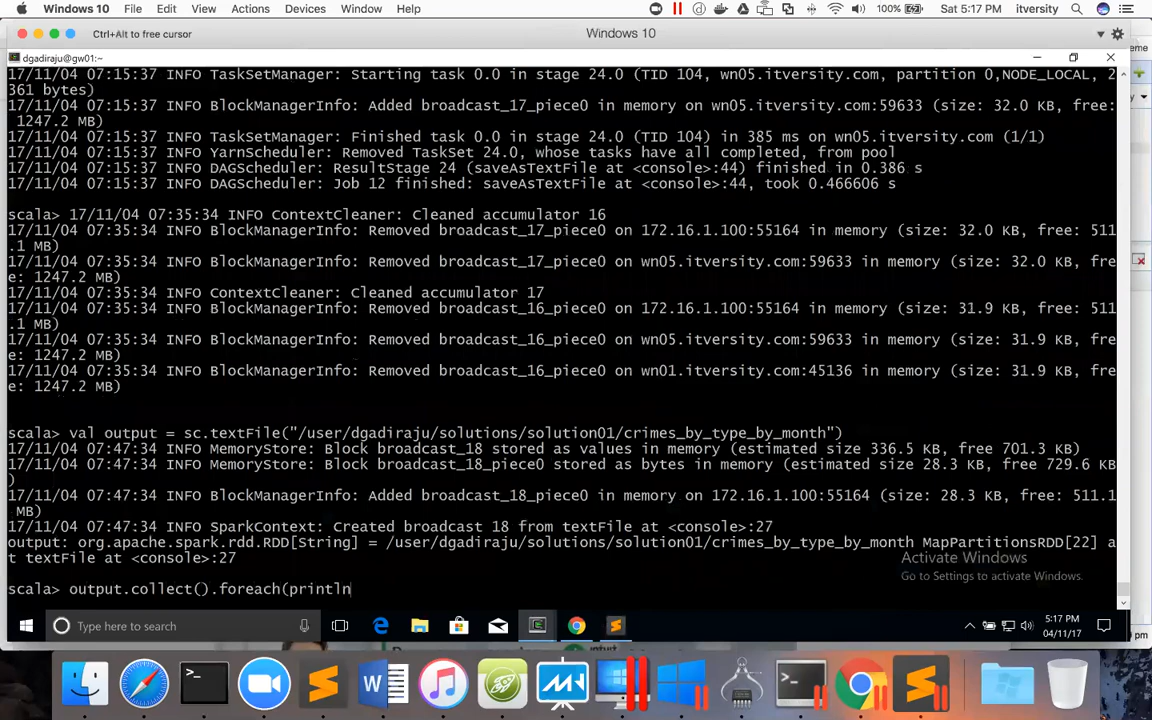 Windows 10 File Edit View Actions Devices Window Help 100% Sat 5:17 PM itversity
Ctrl+Alt to free cursor Windows 10
dgadiraju@gw01:~
17/11/04 07:15:37 INFO TaskSetManager: Starting task 0.0 in stage 24.0 (TID 104, wn05.itversity.com, partition 0,NODE_LOCAL, 2
361 bytes)
17/11/04 07:15:37 INFO BlockManagerInfo: Added broadcast_17_piece0 in memory on wn05.itversity.com:59633 (size: 32.0 KB, free:
1247.2 MB)
17/11/04 07:15:37 INFO TaskSetManager: Finished task 0.0 in stage 24.0 (TID 104) in 385 ms on wn05.itversity.com (1/1)
17/11/04 07:15:37 INFO YarnScheduler: Removed TaskSet 24.0, whose tasks have all completed, from pool
17/11/04 07:15:37 INFO DAGScheduler: ResultStage 24 (saveAsTextFile at <console>:44) finished in 0.386 s
17/11/04 07:15:37 INFO DAGScheduler: Job 12 finished: saveAsTextFile at <console>:44, took 0.466606 s
scala> 17/11/04 07:35:34 INFO ContextCleaner: Cleaned accumulator 16
17/11/04 07:35:34 INFO BlockManagerInfo: Removed broadcast_17_piece0 on 172.16.1.100:55164 in memory (size: 32.0 KB, free: 511
.1 MB)
17/11/04 07:35:34 INFO BlockManagerInfo: Removed broadcast_17_piece0 on wn05.itversity.com:59633 in memory (size: 32.0 KB, fre
e: 1247.2 MB)
17/11/04 07:35:34 INFO ContextCleaner: Cleaned accumulator 17
17/11/04 07:35:34 INFO BlockManagerInfo: Removed broadcast_16_piece0 on 172.16.1.100:55164 in memory (size: 31.9 KB, free: 511
.1 MB)
17/11/04 07:35:34 INFO BlockManagerInfo: Removed broadcast_16_piece0 on wn05.itversity.com:59633 in memory (size: 31.9 KB, fre
e: 1247.2 MB)
17/11/04 07:35:34 INFO BlockManagerInfo: Removed broadcast_16_piece0 on wn01.itversity.com:45136 in memory (size: 31.9 KB, fre
e: 1247.2 MB)
scala> val output = sc.textFile("/user/dgadiraju/solutions/solution01/crimes_by_type_by_month")
17/11/04 07:47:34 INFO MemoryStore: Block broadcast_18 stored as values in memory (estimated size 336.5 KB, free 701.3 KB)
17/11/04 07:47:34 INFO MemoryStore: Block broadcast_18_piece0 stored as bytes in memory (estimated size 28.3 KB, free 729.6 KB
)
17/11/04 07:47:34 INFO BlockManagerInfo: Added broadcast_18_piece0 in memory on 172.16.1.100:55164 (size: 28.3 KB, free: 511.1
MB)
17/11/04 07:47:34 INFO SparkContext: Created broadcast 18 from textFile at <console>:27
output: org.apache.spark.rdd.RDD[String] = /user/dgadiraju/solutions/solution01/crimes_by_type_by_month MapPartitionsRDD[22] a
t textFile at <console>:27
Activate Windows
Go to Settings to activate Windows.
scala> output.collect().foreach(println
Type here to search 5:17 PM
04/11/17